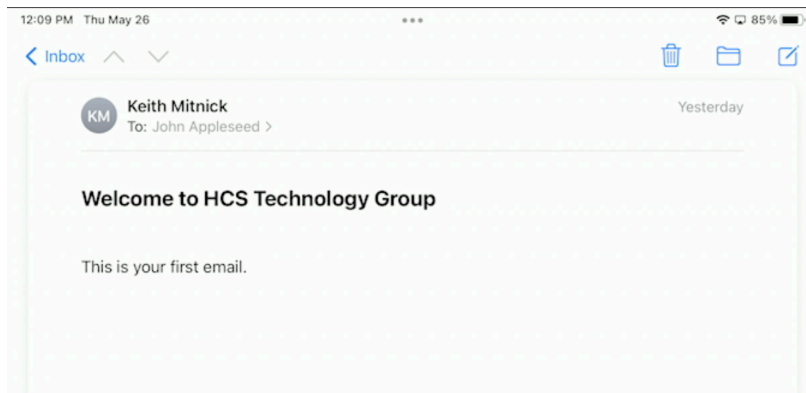 12:09 PM Thu May 26 85%
Inbox
KM Keith Mitnick Yesterday
To: John Appleseed >
Welcome to HCS Technology Group
This is your first email.